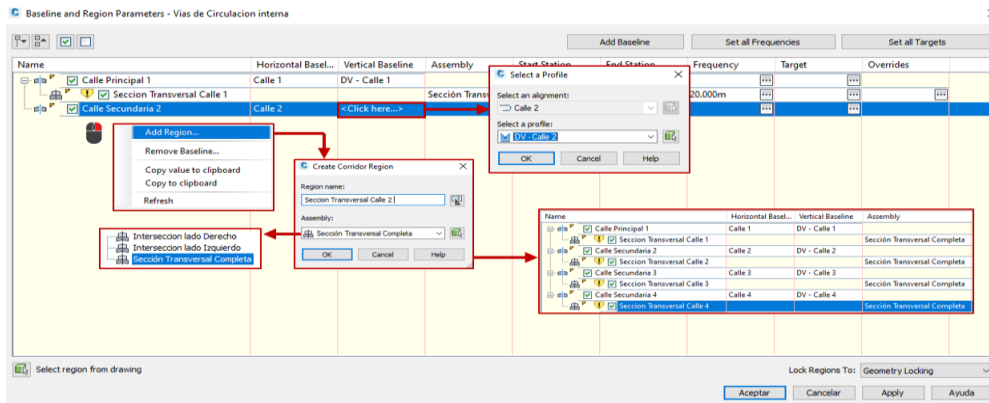 Baseline and Region Parameters - Vias de Circulacion interna
Add Baseline Set all Frequencies Set all Targets
Name Horizontal Basel... Vertical Baseline Assembly Start Station End Station Frequency Target Overrides
Calle Principal 1 Calle 1 DV - Calle 1
Seccion Transversal Calle 1 Sección Trans 20.000m
Calle Secundaria 2 Calle 2 <Click here...>
Select a Profile
Select an alignment:
Calle 2
Select a profile:
DV - Calle 2
OK Cancel Help
Add Region...
Remove Baseline...
Copy value to clipboard
Copy to clipboard
Refresh
Create Corridor Region
Region name:
Seccion Transversal Calle 2
Assembly:
Sección Transversal Completa
OK Cancel Help
Interseccion lado Derecho
Interseccion lado Izquierdo
Sección Transversal Completa
Name Horizontal Basel... Vertical Baseline Assembly
Calle Principal 1 Calle 1 DV - Calle 1
Seccion Transversal Calle 1 Sección Transversal Completa
Calle Secundaria 2 Calle 2 DV - Calle 2
Seccion Transversal Calle 2 Sección Transversal Completa
Calle Secundaria 3 Calle 3 DV - Calle 3
Seccion Transversal Calle 3 Sección Transversal Completa
Calle Secundaria 4 Calle 4 DV - Calle 4
Seccion Transversal Calle 4 Sección Transversal Completa
Select region from drawing Lock Regions To: Geometry Locking
Aceptar Cancelar Apply Ayuda